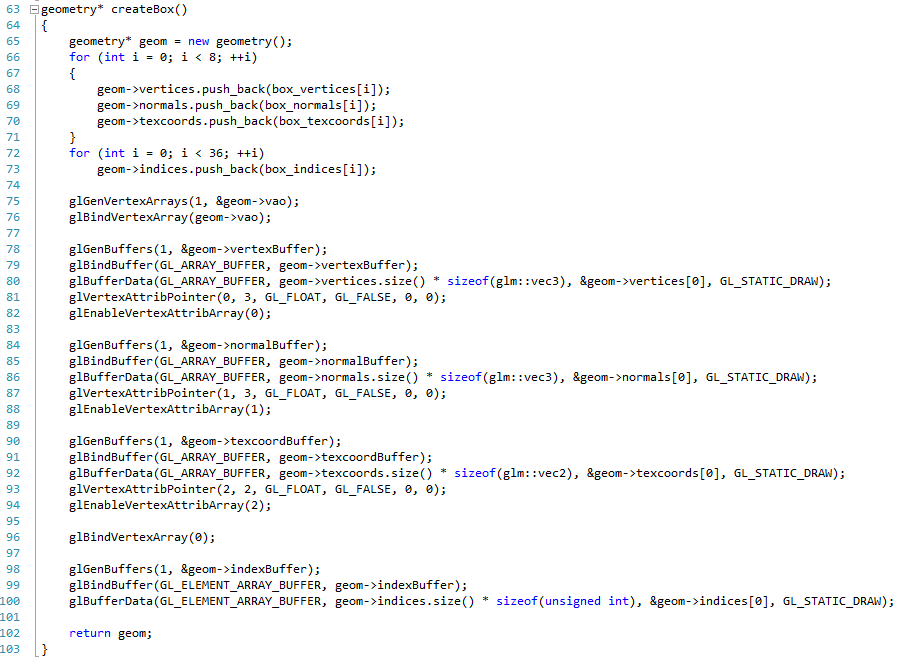 63 geometry* createBox()
64 {
65     geometry* geom = new geometry();
66     for (int i = 0; i < 8; ++i)
67     {
68         geom->vertices.push_back(box_vertices[i]);
69         geom->normals.push_back(box_normals[i]);
70         geom->texcoords.push_back(box_texcoords[i]);
71     }
72     for (int i = 0; i < 36; ++i)
73         geom->indices.push_back(box_indices[i]);
74
75     glGenVertexArrays(1, &geom->vao);
76     glBindVertexArray(geom->vao);
77
78     glGenBuffers(1, &geom->vertexBuffer);
79     glBindBuffer(GL_ARRAY_BUFFER, geom->vertexBuffer);
80     glBufferData(GL_ARRAY_BUFFER, geom->vertices.size() * sizeof(glm::vec3), &geom->vertices[0], GL_STATIC_DRAW);
81     glVertexAttribPointer(0, 3, GL_FLOAT, GL_FALSE, 0, 0);
82     glEnableVertexAttribArray(0);
83
84     glGenBuffers(1, &geom->normalBuffer);
85     glBindBuffer(GL_ARRAY_BUFFER, geom->normalBuffer);
86     glBufferData(GL_ARRAY_BUFFER, geom->normals.size() * sizeof(glm::vec3), &geom->normals[0], GL_STATIC_DRAW);
87     glVertexAttribPointer(1, 3, GL_FLOAT, GL_FALSE, 0, 0);
88     glEnableVertexAttribArray(1);
89
90     glGenBuffers(1, &geom->texcoordBuffer);
91     glBindBuffer(GL_ARRAY_BUFFER, geom->texcoordBuffer);
92     glBufferData(GL_ARRAY_BUFFER, geom->texcoords.size() * sizeof(glm::vec2), &geom->texcoords[0], GL_STATIC_DRAW);
93     glVertexAttribPointer(2, 2, GL_FLOAT, GL_FALSE, 0, 0);
94     glEnableVertexAttribArray(2);
95
96     glBindVertexArray(0);
97
98     glGenBuffers(1, &geom->indexBuffer);
99     glBindBuffer(GL_ELEMENT_ARRAY_BUFFER, geom->indexBuffer);
100     glBufferData(GL_ELEMENT_ARRAY_BUFFER, geom->indices.size() * sizeof(unsigned int), &geom->indices[0], GL_STATIC_DRAW);
101
102     return geom;
103 }